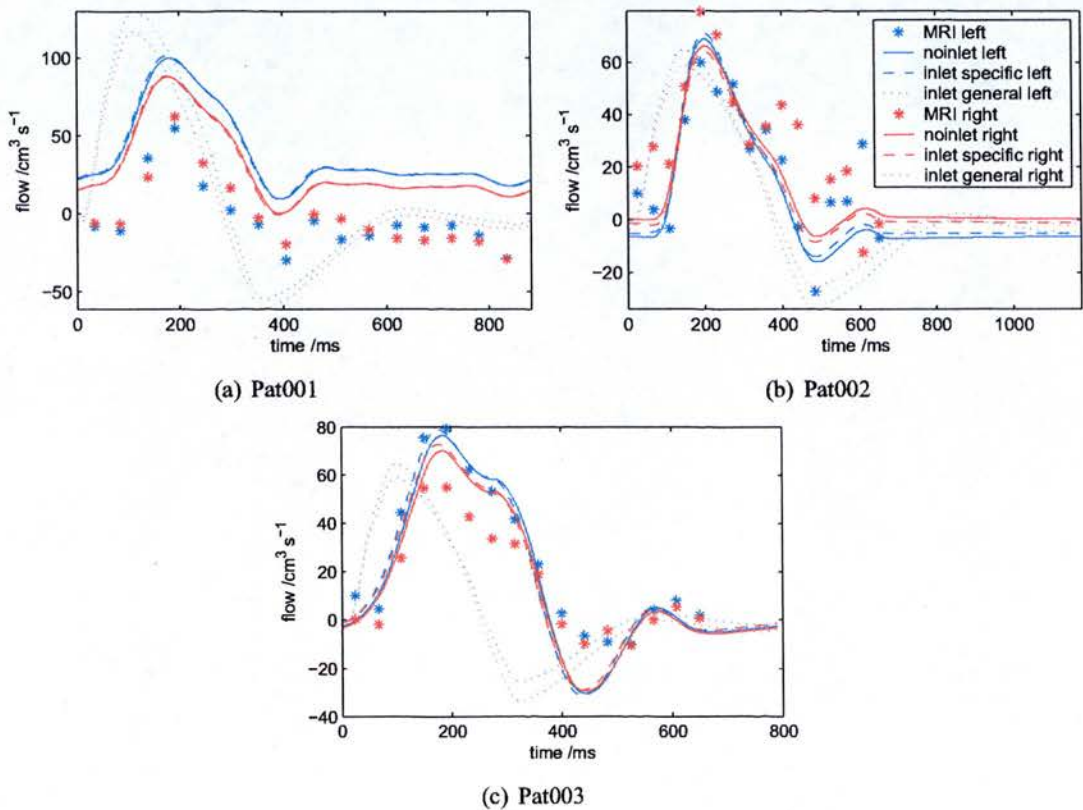 100
50
0
−50
flow /cm³ s⁻¹
0 200 400 600 800
time /ms
(a) Pat001
60
40
20
0
−20
flow /cm³ s⁻¹
0 200 400 600 800 1000
time /ms
MRI left
noinlet left
inlet specific left
inlet general left
MRI right
noinlet right
inlet specific right
inlet general right
(b) Pat002
80
60
40
20
0
−20
−40
flow /cm³ s⁻¹
0 200 400 600 800
time /ms
(c) Pat003